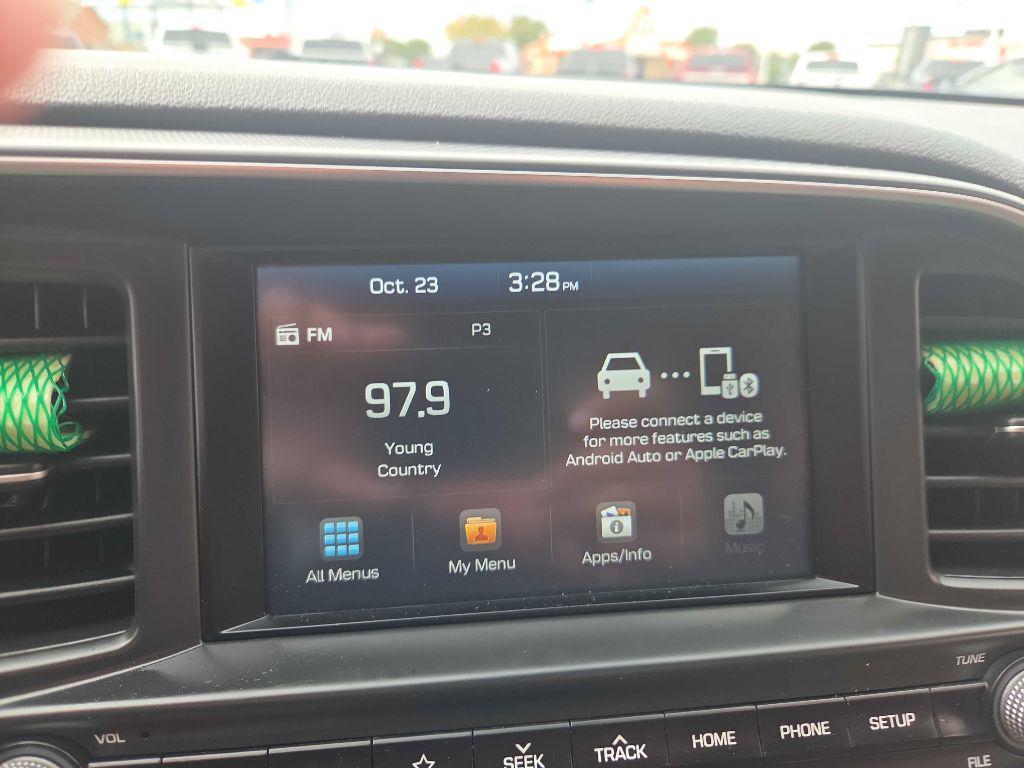 Oct. 23 3:28 PM
FM P3
97.9
Young
Country
Please connect a device
for more features such as
Android Auto or Apple CarPlay.
All Menus My Menu Apps/Info Music
TUNE
VOL
SEEK TRACK HOME PHONE SETUP
FILE